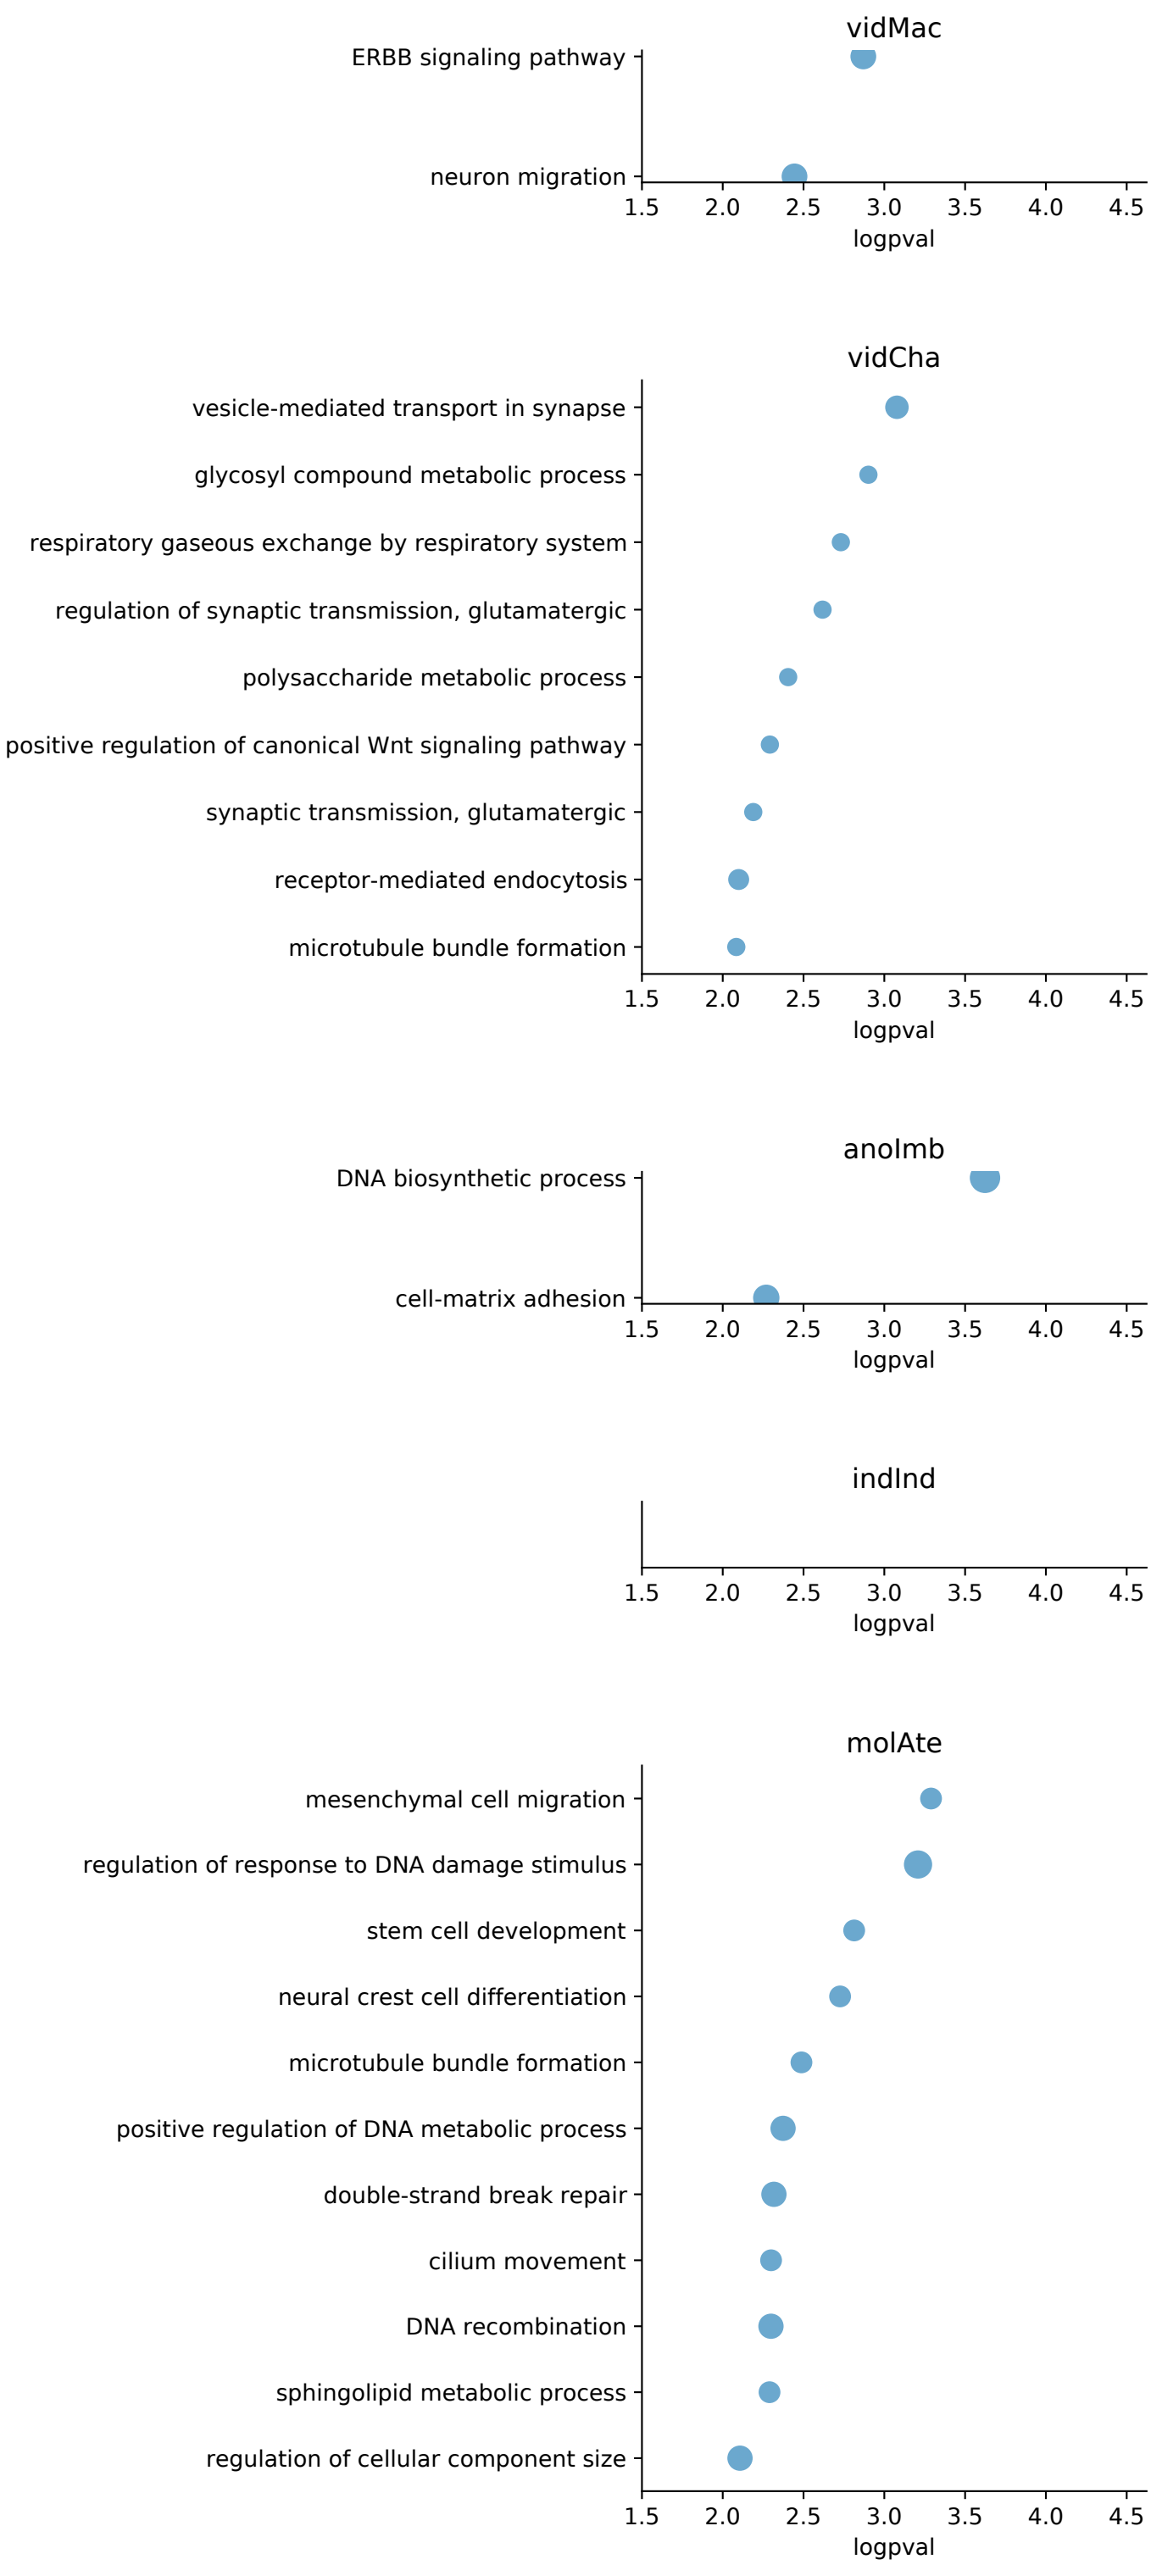 vidMac
ERBB signaling pathway
neuron migration
1.5 2.0 2.5 3.0 3.5 4.0 4.5
logpval
vidCha
vesicle-mediated transport in synapse
glycosyl compound metabolic process
respiratory gaseous exchange by respiratory system
regulation of synaptic transmission, glutamatergic
polysaccharide metabolic process
positive regulation of canonical Wnt signaling pathway
synaptic transmission, glutamatergic
receptor-mediated endocytosis
microtubule bundle formation
1.5 2.0 2.5 3.0 3.5 4.0 4.5
logpval
anoImb
DNA biosynthetic process
cell-matrix adhesion
1.5 2.0 2.5 3.0 3.5 4.0 4.5
logpval
indInd
1.5 2.0 2.5 3.0 3.5 4.0 4.5
logpval
molAte
mesenchymal cell migration
regulation of response to DNA damage stimulus
stem cell development
neural crest cell differentiation
microtubule bundle formation
positive regulation of DNA metabolic process
double-strand break repair
cilium movement
DNA recombination
sphingolipid metabolic process
regulation of cellular component size
1.5 2.0 2.5 3.0 3.5 4.0 4.5
logpval